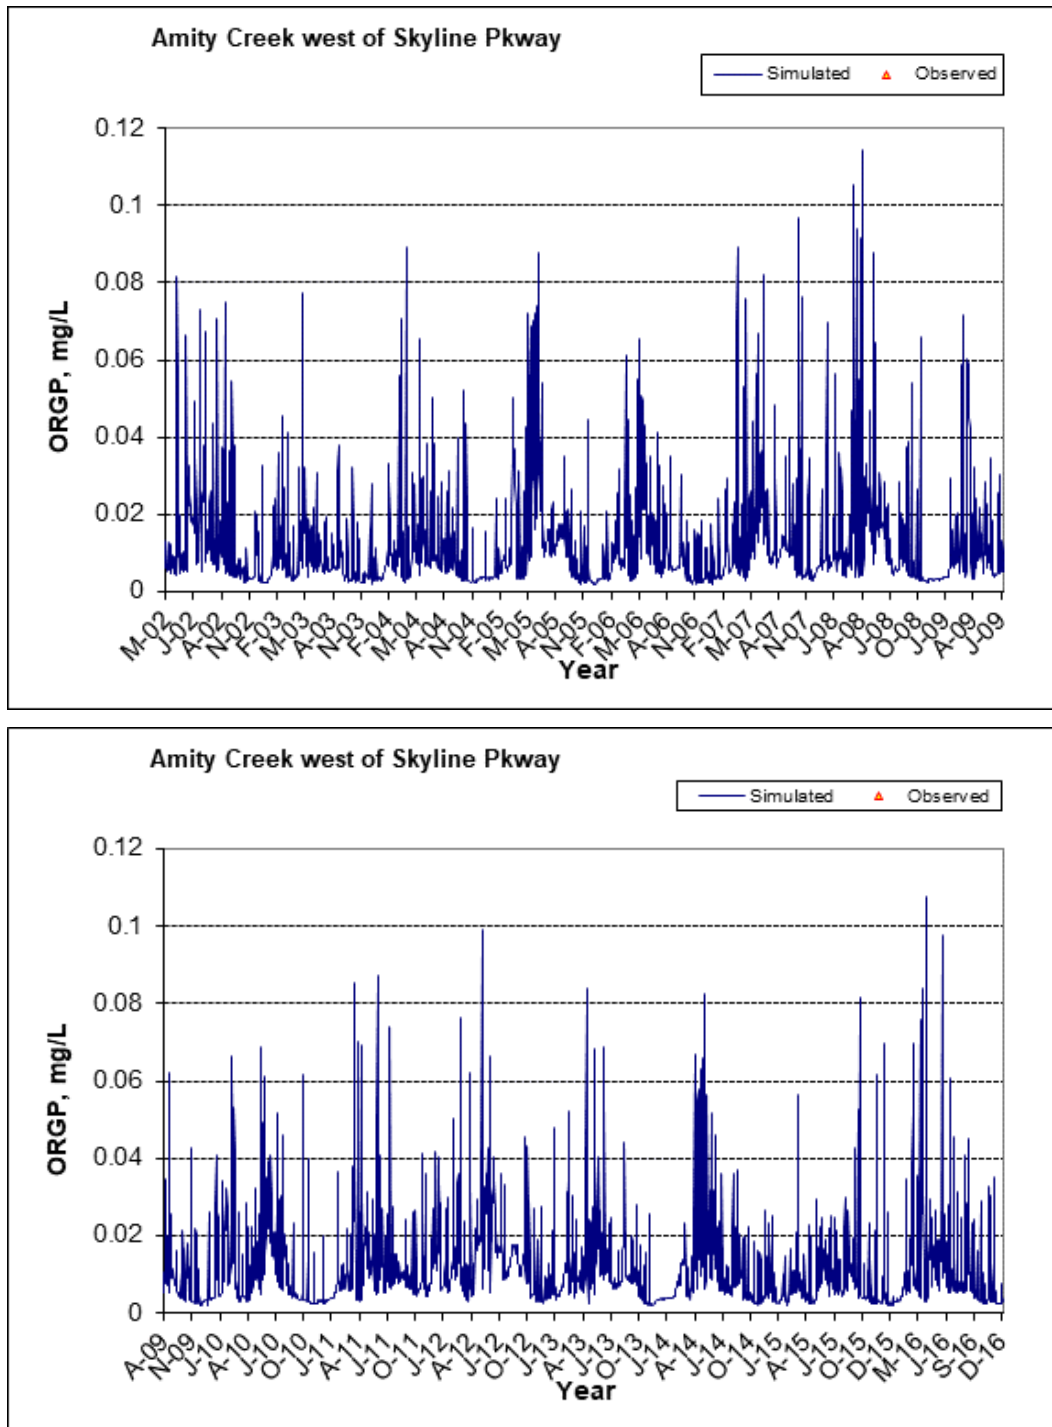 Amity Creek west of Skyline Pkway
Simulated Observed
0.12
0.1
0.08
0.06
0.04
0.02
0
ORGP, mg/L
M-02 J-02 A-02 N-02 F-03 M-03 A-03 N-03 F-04 M-04 A-04 N-04 F-05 M-05 A-05 N-05 F-06 M-06 A-06 N-06 F-07 M-07 A-07 N-07 J-08 A-08 J-08 O-08 J-09 A-09 J-09
Year
Amity Creek west of Skyline Pkway
Simulated Observed
0.12
0.1
0.08
0.06
0.04
0.02
0
ORGP, mg/L
A-09 N-09 J-10 A-10 J-10 O-10 J-11 A-11 J-11 O-11 J-12 A-12 J-12 O-12 J-13 A-13 J-13 O-13 J-14 A-14 J-14 O-14 J-15 A-15 J-15 O-15 D-15 M-16 J-16 S-16 D-16
Year